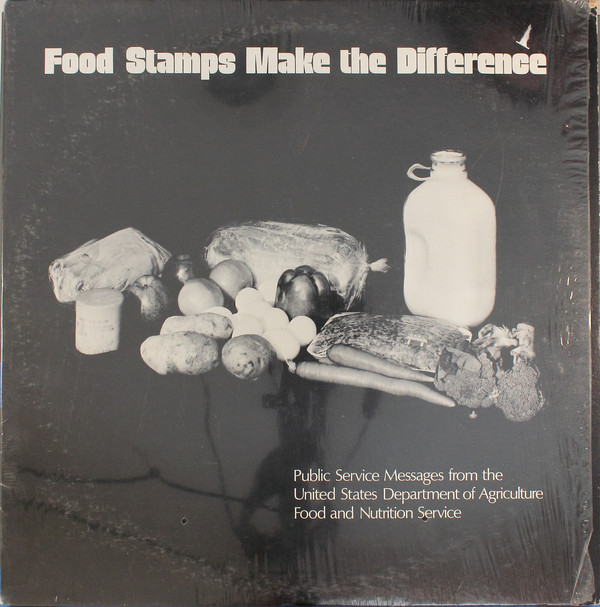 Food Stamps Make the Difference
Public Service Messages from the
United States Department of Agriculture
Food and Nutrition Service